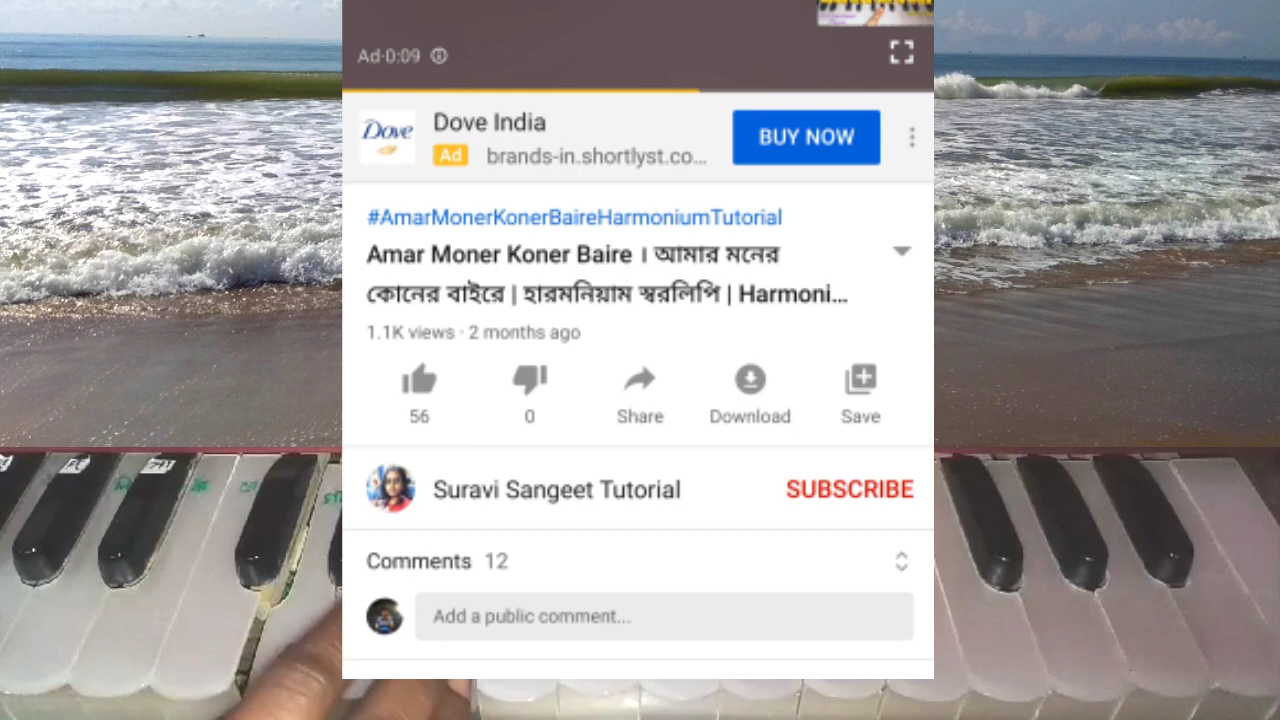 Ad·0:09
Dove
Dove India
Ad brands-in.shortlyst.co...
BUY NOW
#AmarMonerKonerBaireHarmoniumTutorial
Amar Moner Koner Baire । আমার মনের
কোনের বাইরে | হারমনিয়াম স্বরলিপি | Harmoni...
1.1K views · 2 months ago
56 0 Share Download Save
Suravi Sangeet Tutorial SUBSCRIBE
Comments 12
Add a public comment...